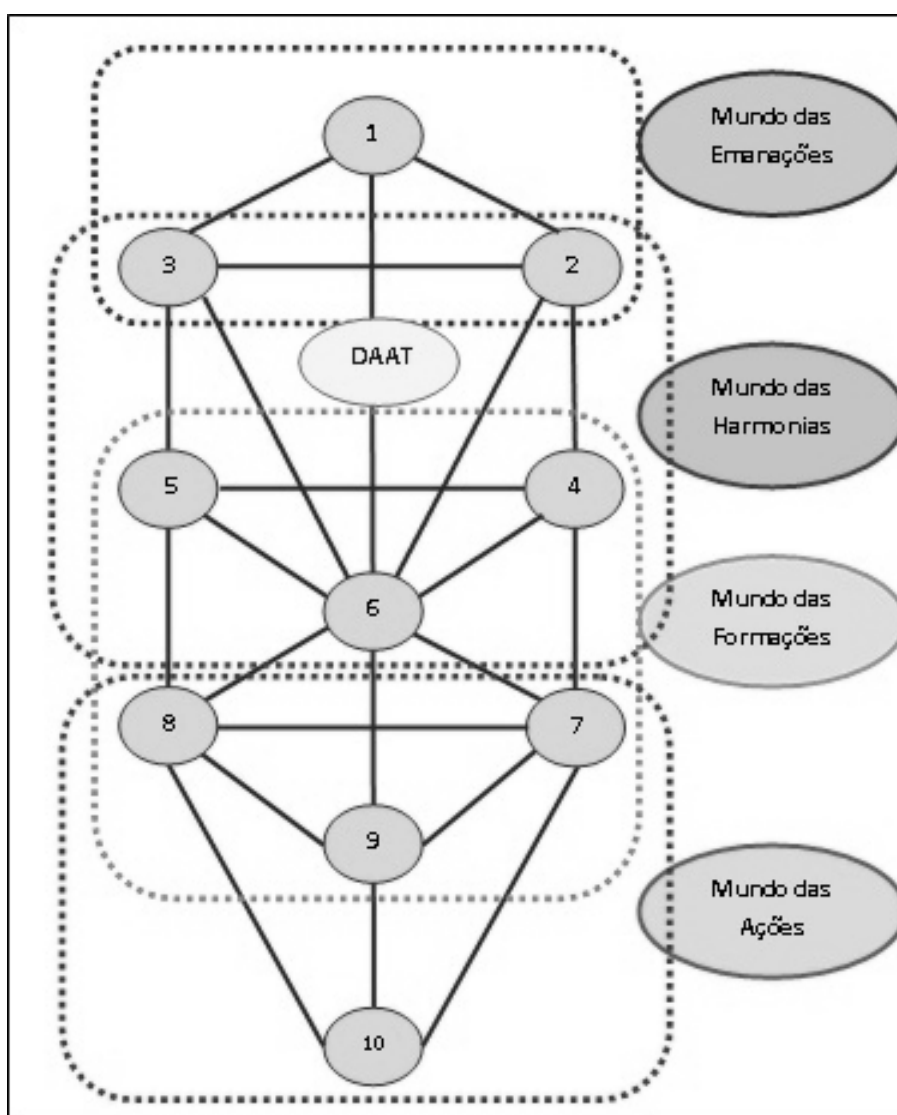 1
Mundo das
Emanações
3
2
DAAT
Mundo das
Harmonias
5
4
6
Mundo das
Formações
8
7
9
Mundo das
Ações
10